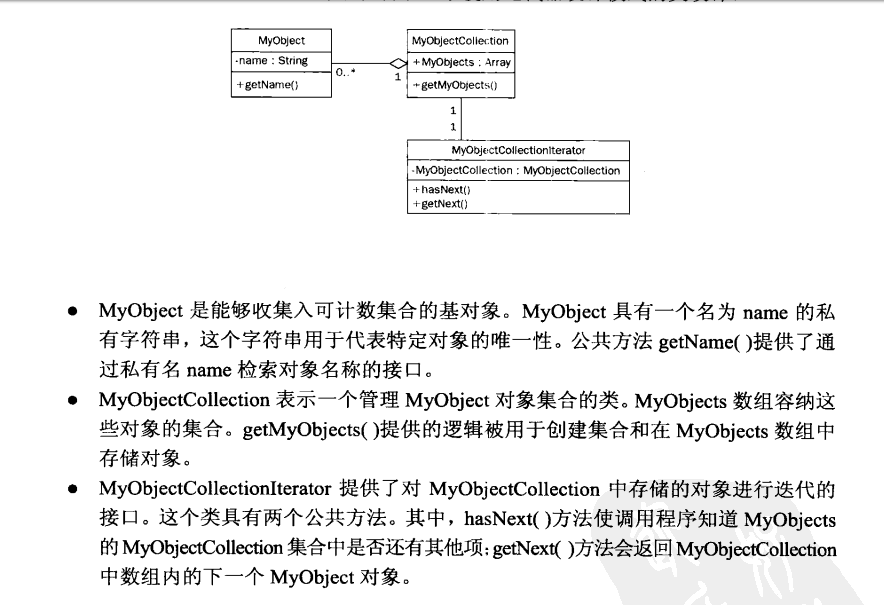 MyObject
-name : String
+getName()
0..*
1
MyObjectCollection
+MyObjects : Array
+getMyObjects()
1
1
MyObjectCollectionIterator
-MyObjectCollection : MyObjectCollection
+hasNext()
+getNext()
● MyObject 是能够收集入可计数集合的基对象。MyObject 具有一个名为 name 的私
有字符串，这个字符串用于代表特定对象的唯一性。公共方法 getName( )提供了通
过私有名 name 检索对象名称的接口。
● MyObjectCollection 表示一个管理 MyObject 对象集合的类。MyObjects 数组容纳这
些对象的集合。getMyObjects( )提供的逻辑被用于创建集合和在 MyObjects 数组中
存储对象。
● MyObjectCollectionIterator 提供了对 MyObjectCollection 中存储的对象进行迭代的
接口。这个类具有两个公共方法。其中，hasNext( )方法使调用程序知道 MyObjects
的 MyObjectCollection 集合中是否还有其他项；getNext( )方法会返回 MyObjectCollection
中数组内的下一个 MyObject 对象。